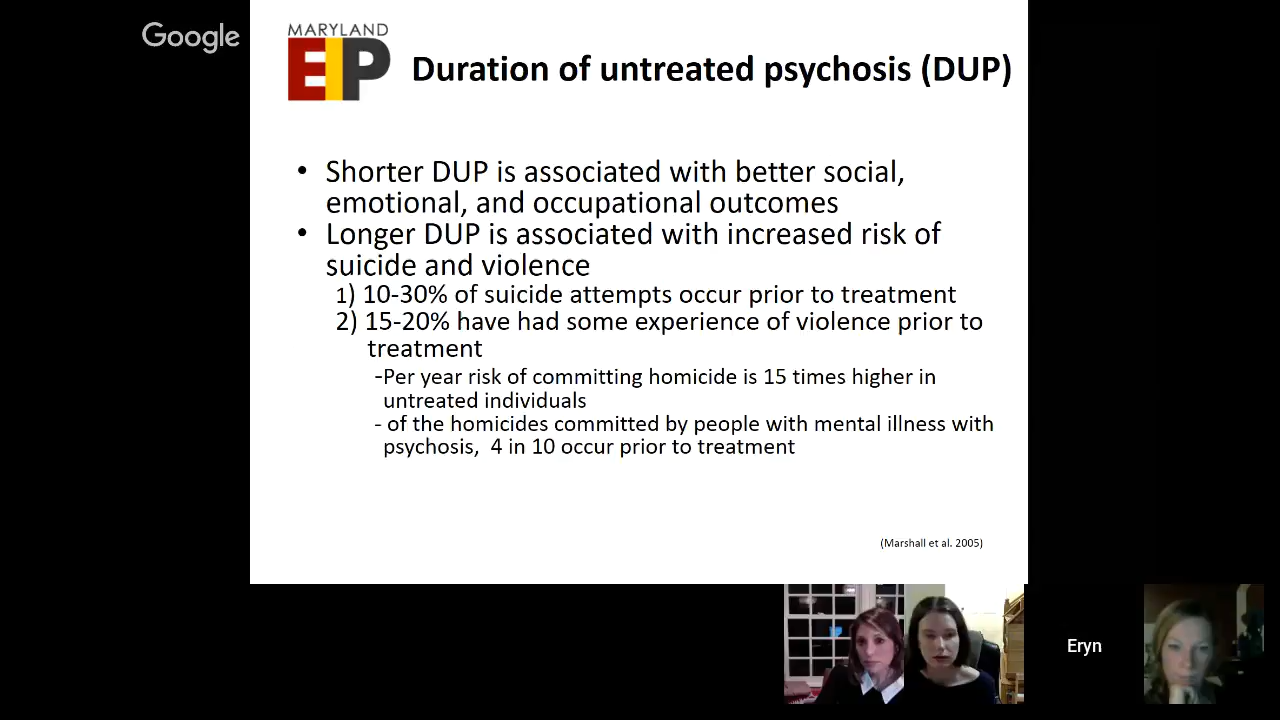 Google
MARYLAND
EIP
Duration of untreated psychosis (DUP)
• Shorter DUP is associated with better social,
emotional, and occupational outcomes
• Longer DUP is associated with increased risk of
suicide and violence
1) 10-30% of suicide attempts occur prior to treatment
2) 15-20% have had some experience of violence prior to
treatment
-Per year risk of committing homicide is 15 times higher in
untreated individuals
- of the homicides committed by people with mental illness with
psychosis, 4 in 10 occur prior to treatment
(Marshall et al. 2005)
Eryn